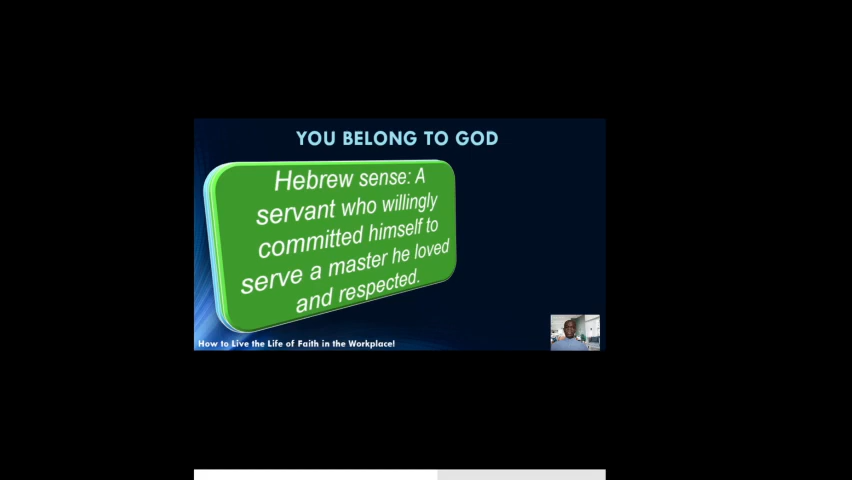 YOU BELONG TO GOD
Hebrew sense: A
servant who willingly
committed himself to
serve a master he loved
and respected.
How to Live the Life of Faith in the Workplace!